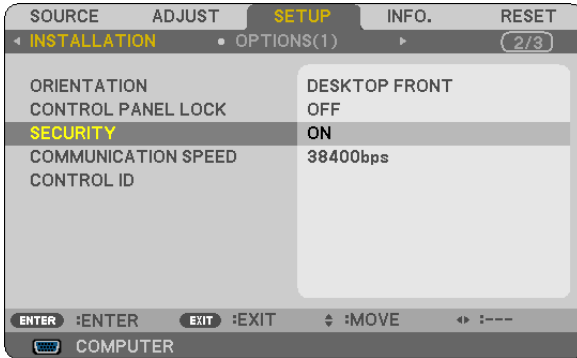 SOURCE ADJUST SETUP INFO. RESET
INSTALLATION • OPTIONS(1) 2/3
ORIENTATION DESKTOP FRONT
CONTROL PANEL LOCK OFF
SECURITY ON
COMMUNICATION SPEED 38400bps
CONTROL ID
ENTER :ENTER EXIT :EXIT :MOVE :---
COMPUTER